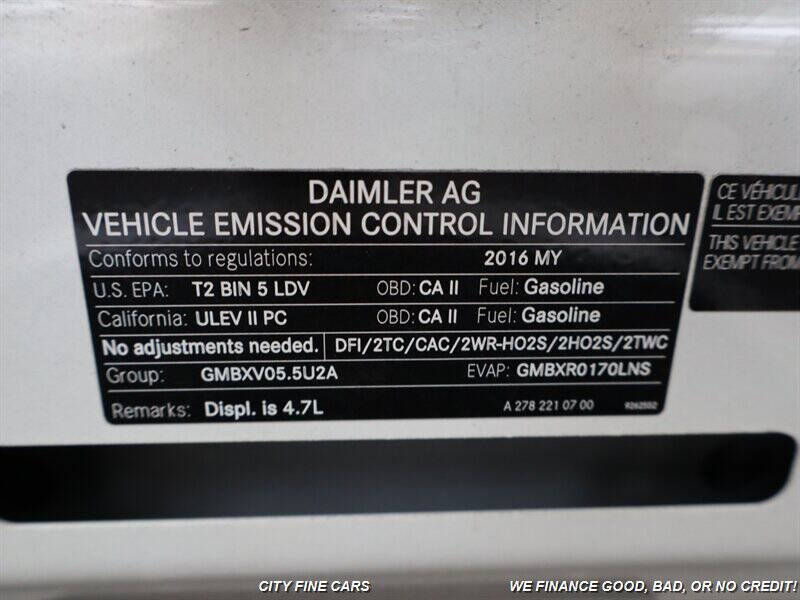 DAIMLER AG
VEHICLE EMISSION CONTROL INFORMATION
Conforms to regulations: 2016 MY
U.S. EPA: T2 BIN 5 LDV OBD: CA II Fuel: Gasoline
California: ULEV II PC OBD: CA II Fuel: Gasoline
No adjustments needed. DFI/2TC/CAC/2WR-HO2S/2HO2S/2TWC
Group: GMBXV05.5U2A EVAP: GMBXR0170LNS
Remarks: Displ. is 4.7L A 278 221 07 00 9262552
CE VÉHICUL
IL EST EXEMP
THIS VEHICLE
EXEMPT FROM
CITY FINE CARS WE FINANCE GOOD, BAD, OR NO CREDIT!